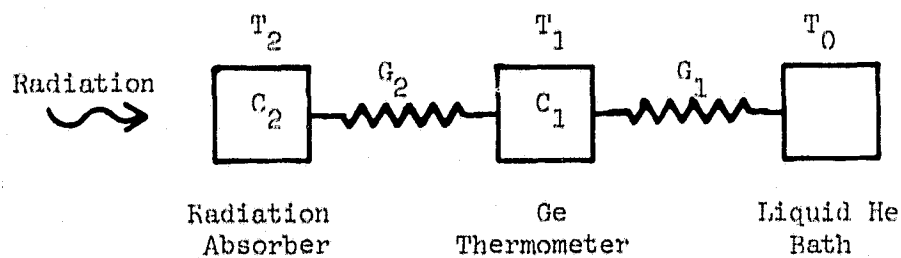 T2 T1 T0
Radiation G2 G1
C2 C1
Radiation Absorber
Ge Thermometer
Liquid He Bath